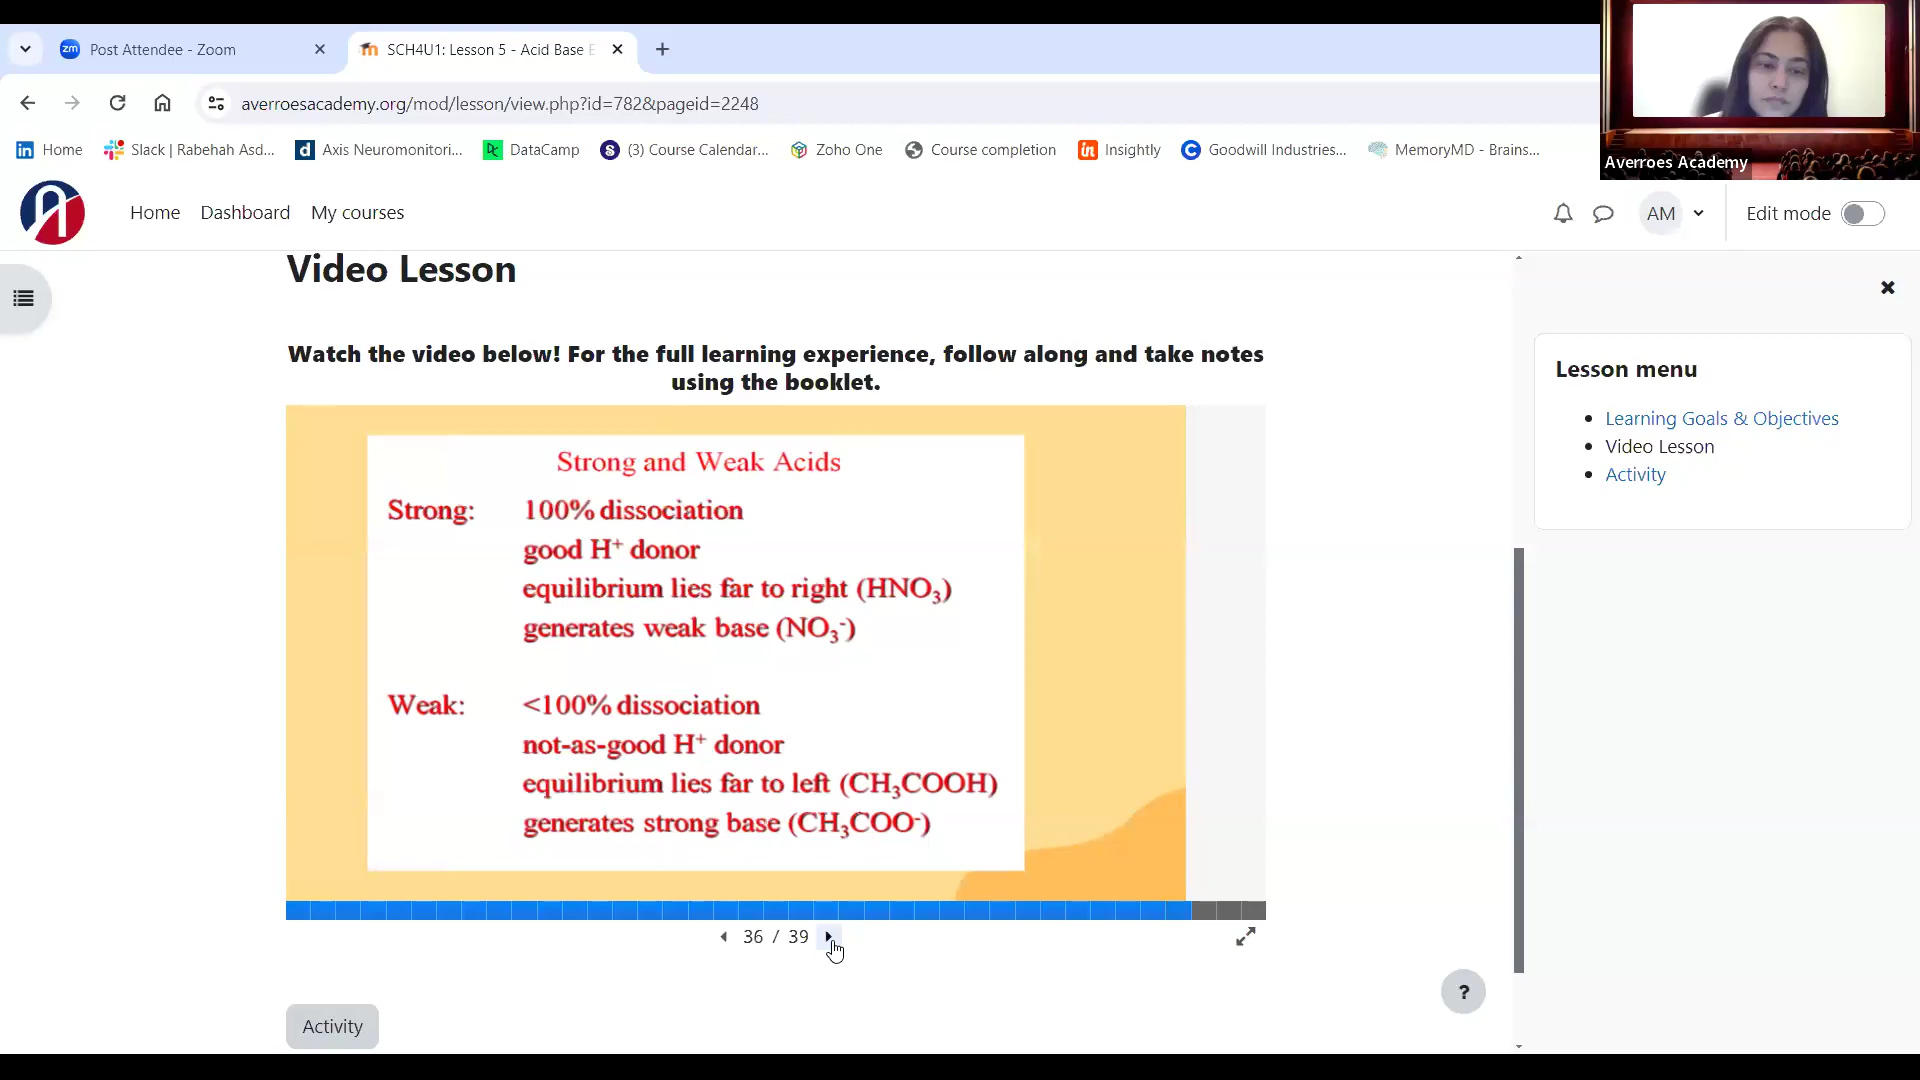 zm Post Attendee - Zoom
SCH4U1: Lesson 5 - Acid Base E
averroesacademy.org/mod/lesson/view.php?id=782&pageid=2248
in Home
Slack | Rabehah Asd...
d Axis Neuromonitori...
DC DataCamp
S (3) Course Calendar...
Zoho One
Course completion
in Insightly
C Goodwill Industries...
MemoryMD - Brains...
Averroes Academy
A
Home Dashboard My courses
AM
Edit mode
Video Lesson
Watch the video below! For the full learning experience, follow along and take notes
using the booklet.
Strong and Weak Acids
Strong: 100% dissociation
good H⁺ donor
equilibrium lies far to right (HNO₃)
generates weak base (NO₃⁻)
Weak: <100% dissociation
not-as-good H⁺ donor
equilibrium lies far to left (CH₃COOH)
generates strong base (CH₃COO⁻)
36 / 39
Activity
?
Lesson menu
Learning Goals & Objectives
Video Lesson
Activity